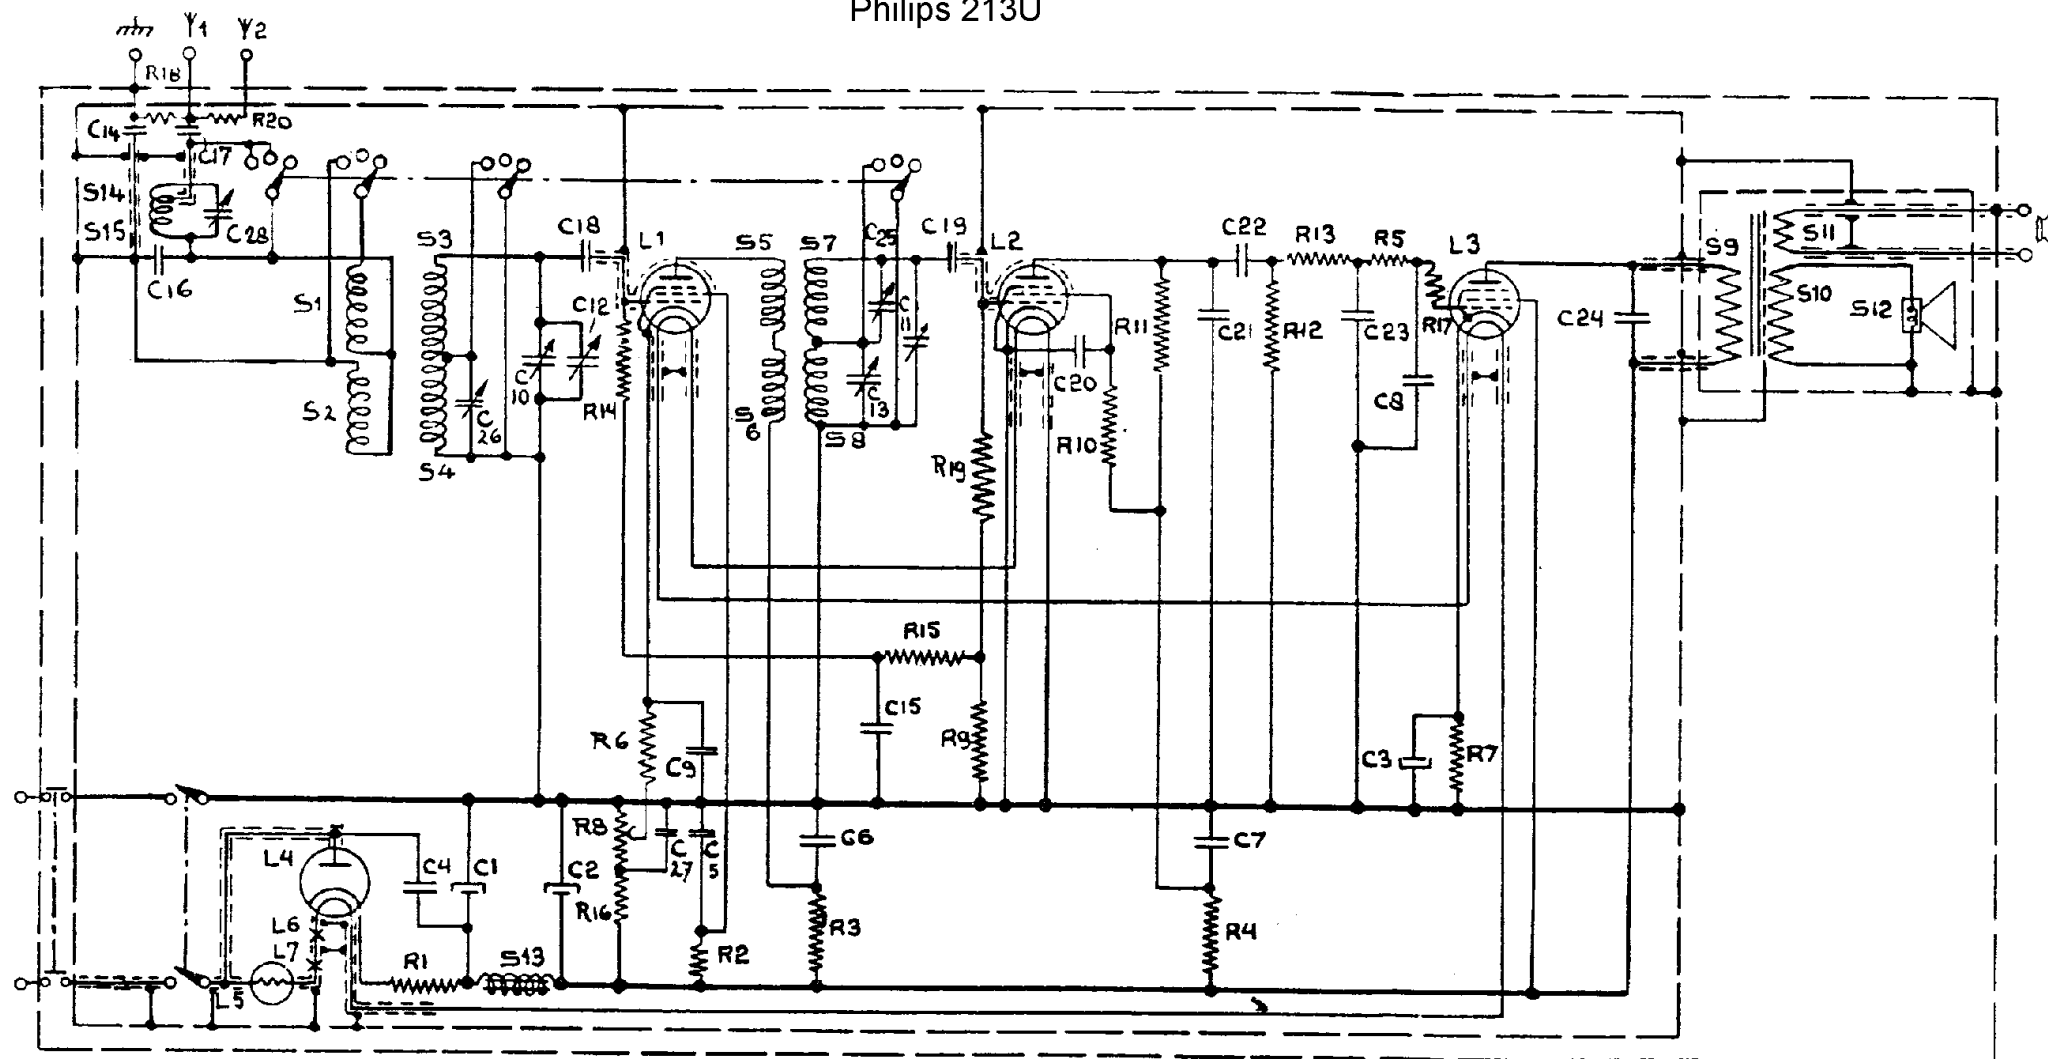 Philips 213U
Y1 Y2
R18
C14 R20
C17
S14
S15 C28
C16
S1
S2
S3
S4
C26
C18 L1
C12
C10
R14
S5 S7 C25 C19 L2
C11
S6 C13
S8
R19
C20
R10
R11
C22 R13 R5 L3
C21 R12 C23 R17
C8
C24
S9 S11
S10 S12
R15
C15
R6 C9 R9
C3 R7
R8
L4 C4 C1 C2 C27 C5 C6 C7
R16
L6
L7 R1 S13 R2 R3 R4
L5